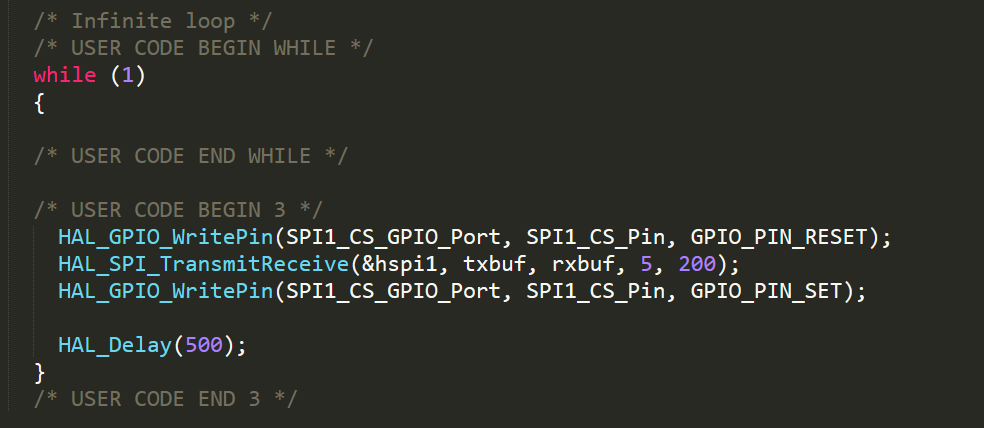 /* Infinite loop */
/* USER CODE BEGIN WHILE */
while (1)
{
/* USER CODE END WHILE */
/* USER CODE BEGIN 3 */
HAL_GPIO_WritePin(SPI1_CS_GPIO_Port, SPI1_CS_Pin, GPIO_PIN_RESET);
HAL_SPI_TransmitReceive(&hspi1, txbuf, rxbuf, 5, 200);
HAL_GPIO_WritePin(SPI1_CS_GPIO_Port, SPI1_CS_Pin, GPIO_PIN_SET);
HAL_Delay(500);
}
/* USER CODE END 3 */